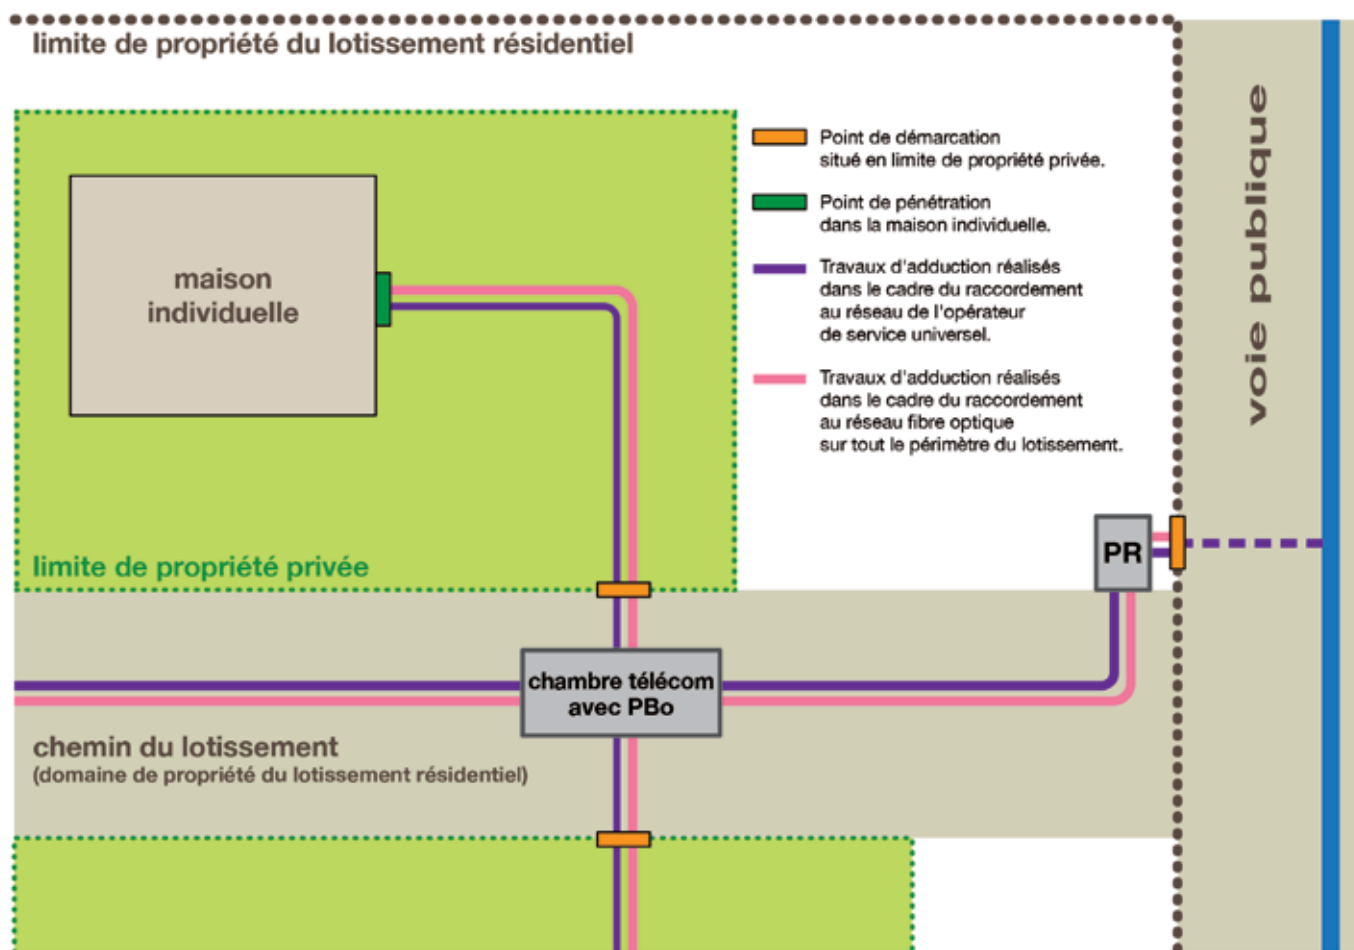 limite de propriété du lotissement résidentiel
Point de démarcation
situé en limite de propriété privée.
Point de pénétration
dans la maison individuelle.
Travaux d'adduction réalisés
dans le cadre du raccordement
au réseau de l'opérateur
de service universel.
Travaux d'adduction réalisés
dans le cadre du raccordement
au réseau fibre optique
sur tout le périmètre du lotissement.
voie publique
maison
individuelle
limite de propriété privée
PR
chambre télécom
avec PBo
chemin du lotissement
(domaine de propriété du lotissement résidentiel)